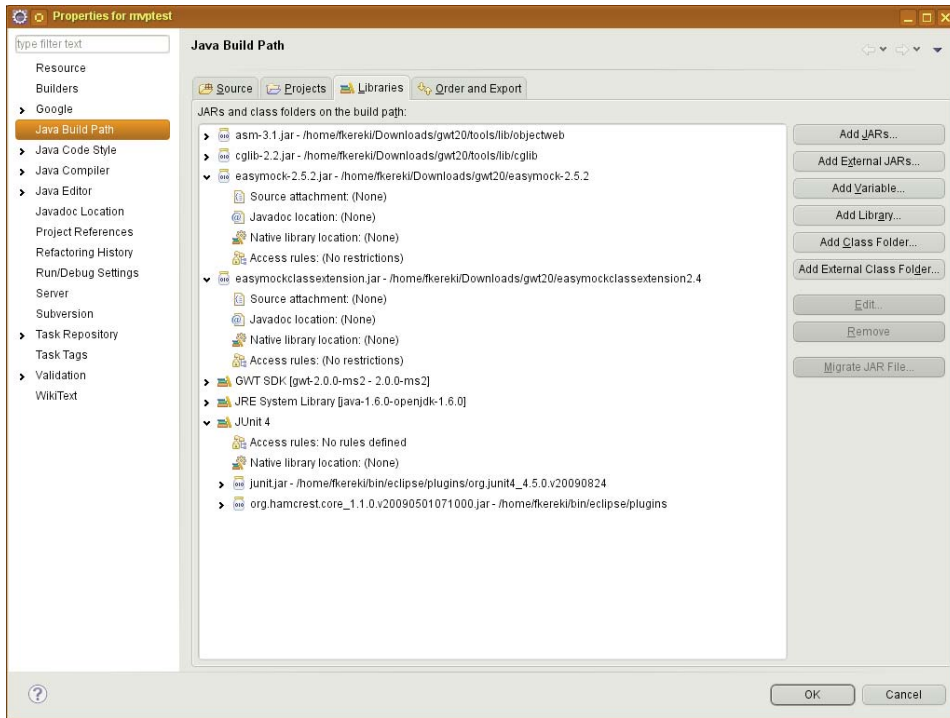 Properties for mvptest
type filter text
Resource
Builders
Google
Java Build Path
Java Code Style
Java Compiler
Java Editor
Javadoc Location
Project References
Refactoring History
Run/Debug Settings
Server
Subversion
Task Repository
Task Tags
Validation
WikiText
Java Build Path
Source
Projects
Libraries
Order and Export
JARs and class folders on the build path:
asm-3.1.jar - /home/fkereki/Downloads/gwt20/tools/lib/objectweb
cglib-2.2.jar - /home/fkereki/Downloads/gwt20/tools/lib/cglib
easymock-2.5.2.jar - /home/fkereki/Downloads/gwt20/easymock-2.5.2
Source attachment: (None)
Javadoc location: (None)
Native library location: (None)
Access rules: (No restrictions)
easymockclassextension.jar - /home/fkereki/Downloads/gwt20/easymockclassextension2.4
Source attachment: (None)
Javadoc location: (None)
Native library location: (None)
Access rules: (No restrictions)
GWT SDK [gwt-2.0.0-ms2 - 2.0.0-ms2]
JRE System Library [java-1.6.0-openjdk-1.6.0]
JUnit 4
Access rules: No rules defined
Native library location: (None)
junit.jar - /home/fkereki/bin/eclipse/plugins/org.junit4_4.5.0.v20090824
org.hamcrest.core_1.1.0.v20090501071000.jar - /home/fkereki/bin/eclipse/plugins
Add JARs...
Add External JARs...
Add Variable...
Add Library...
Add Class Folder...
Add External Class Folder...
Edit...
Remove
Migrate JAR File...
?
OK
Cancel